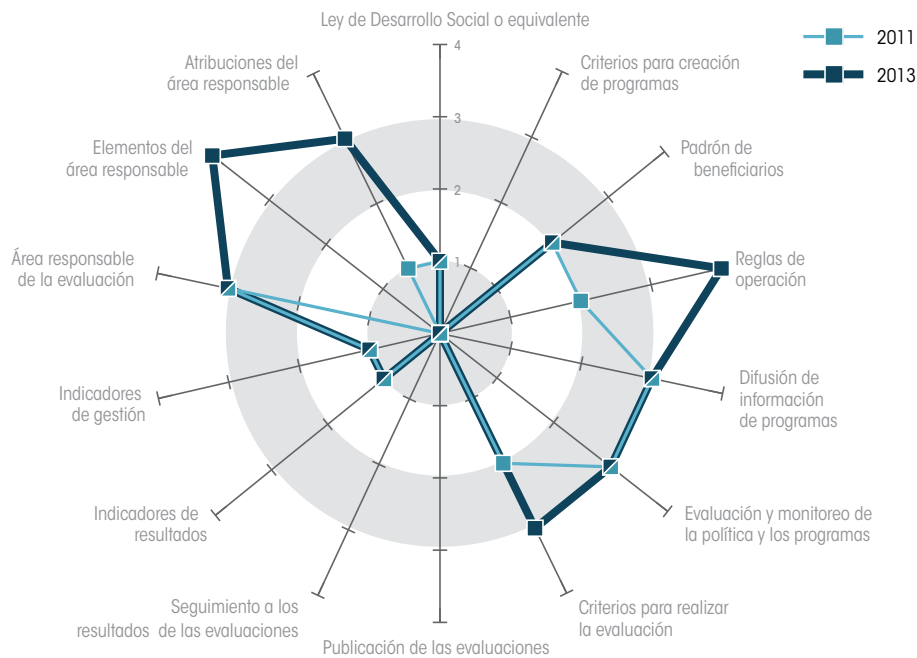 Ley de Desarrollo Social o equivalente
4
3
2
1
2011
2013
Criterios para creación
de programas
Padrón de
beneficiarios
Reglas de
operación
Difusión de
información
de programas
Evaluación y monitoreo de
la política y los programas
Criterios para realizar
la evaluación
Publicación de las evaluaciones
Seguimiento a los
resultados de las evaluaciones
Indicadores de
resultados
Indicadores
de gestión
Área responsable
de la evaluación
Elementos del
área responsable
Atribuciones del
área responsable